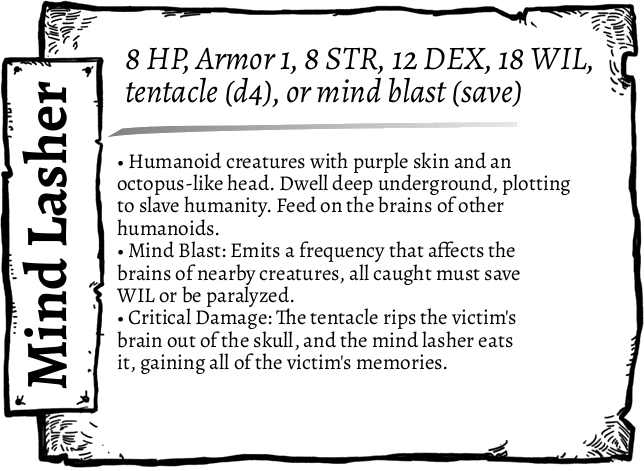 Mind Lasher
8 HP, Armor 1, 8 STR, 12 DEX, 18 WIL,
tentacle (d4), or mind blast (save)
• Humanoid creatures with purple skin and an
octopus-like head. Dwell deep underground, plotting
to slave humanity. Feed on the brains of other
humanoids.
• Mind Blast: Emits a frequency that affects the
brains of nearby creatures, all caught must save
WIL or be paralyzed.
• Critical Damage: The tentacle rips the victim's
brain out of the skull, and the mind lasher eats
it, gaining all of the victim's memories.